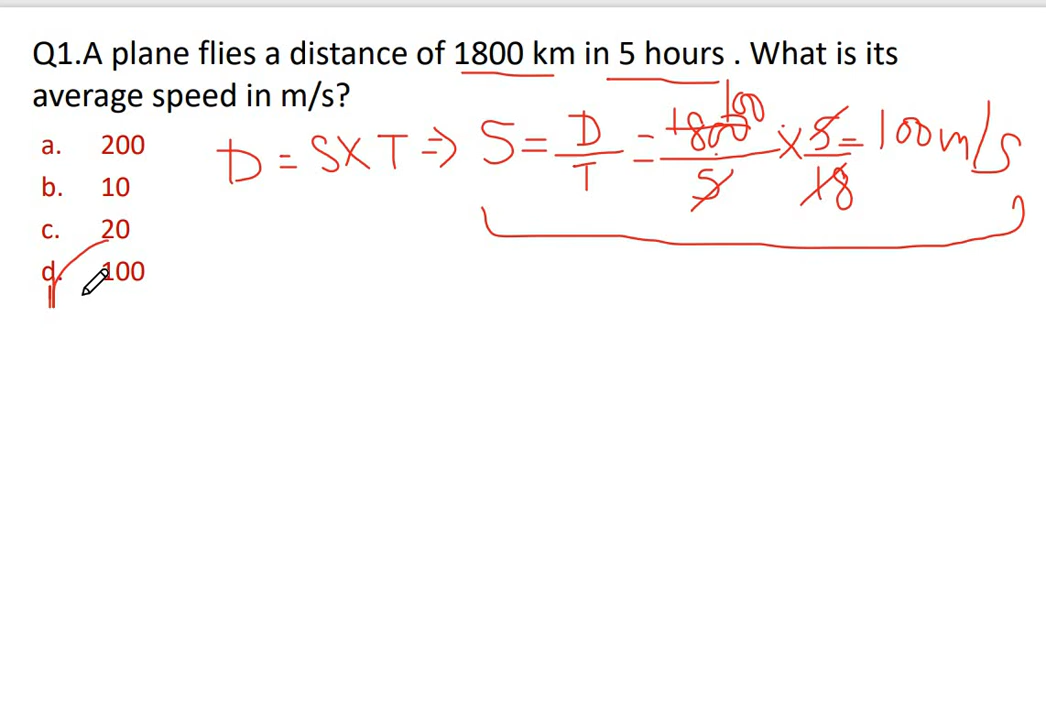 Q1.A plane flies a distance of 1800 km in 5 hours . What is its
average speed in m/s?
a. 200
b. 10
c. 20
d. 100
D = S X T ⇒ S = D/T = 1800/5 x 5/18 = 100 m/s
100